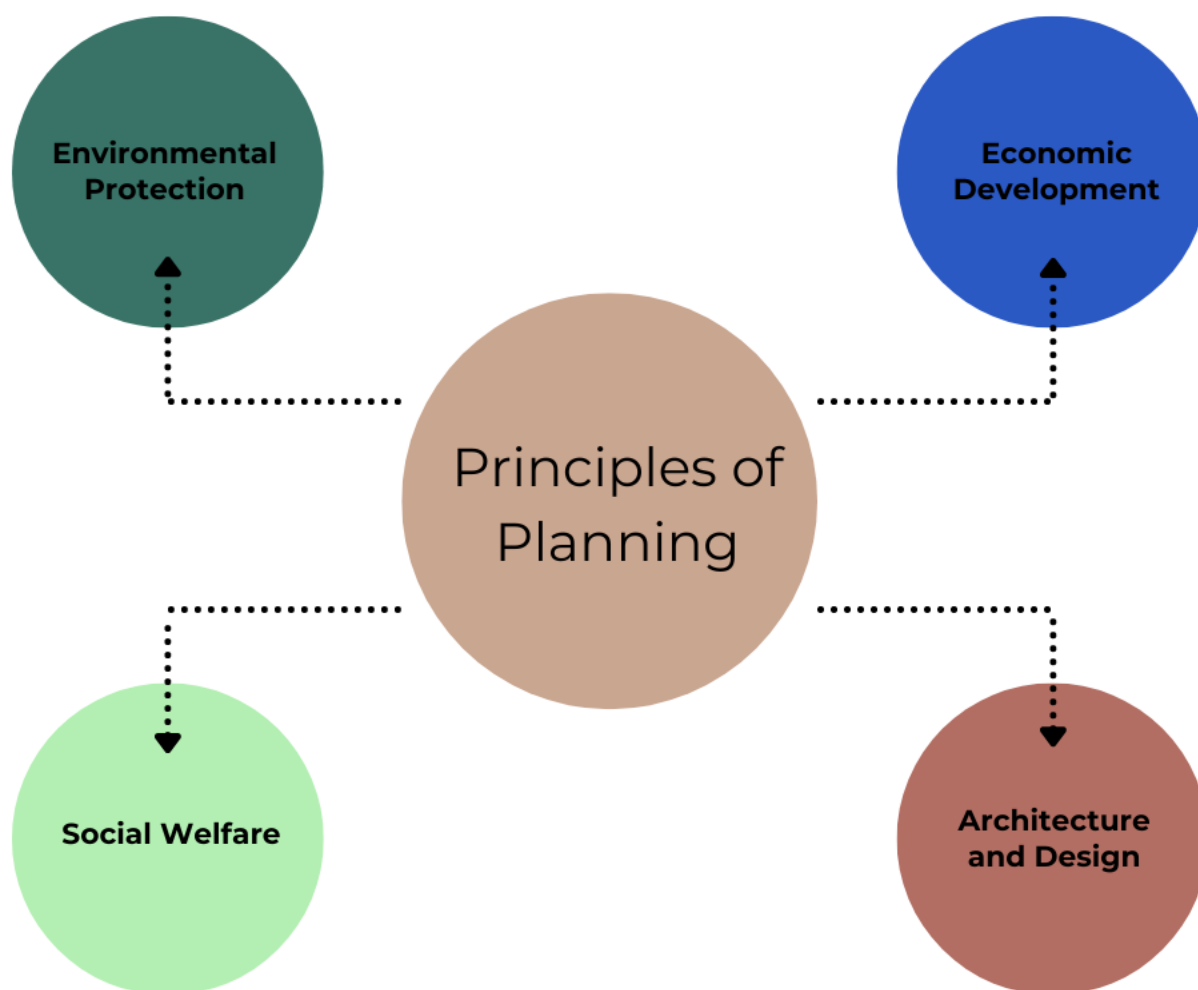 Environmental
Protection
Economic
Development
Principles of
Planning
Social Welfare
Architecture
and Design